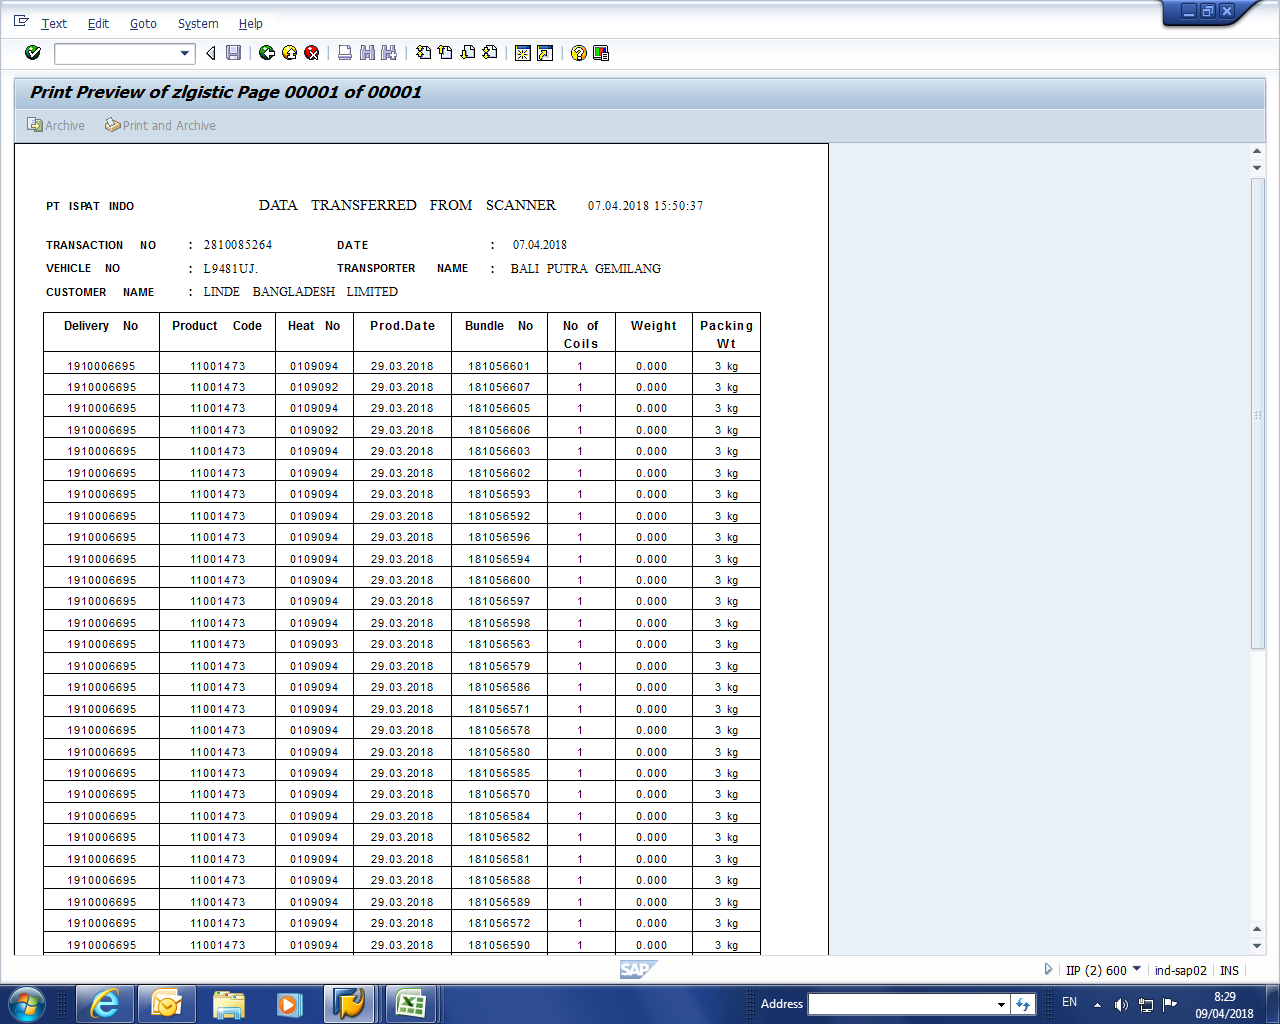 Text Edit Goto System Help
Print Preview of zlgistic Page 00001 of 00001
Archive Print and Archive
PT ISPAT INDO DATA TRANSFERRED FROM SCANNER 07.04.2018 15:50:37
TRANSACTION NO : 2810085264 DATE : 07.04.2018
VEHICLE NO : L9481UJ. TRANSPORTER NAME : BALI PUTRA GEMILANG
CUSTOMER NAME : LINDE BANGLADESH LIMITED
Delivery No Product Code Heat No Prod.Date Bundle No No of Coils Weight Packing Wt
1910006695 11001473 0109094 29.03.2018 181056601 1 0.000 3 kg
1910006695 11001473 0109092 29.03.2018 181056607 1 0.000 3 kg
1910006695 11001473 0109094 29.03.2018 181056605 1 0.000 3 kg
1910006695 11001473 0109092 29.03.2018 181056606 1 0.000 3 kg
1910006695 11001473 0109094 29.03.2018 181056603 1 0.000 3 kg
1910006695 11001473 0109094 29.03.2018 181056602 1 0.000 3 kg
1910006695 11001473 0109094 29.03.2018 181056593 1 0.000 3 kg
1910006695 11001473 0109094 29.03.2018 181056592 1 0.000 3 kg
1910006695 11001473 0109094 29.03.2018 181056596 1 0.000 3 kg
1910006695 11001473 0109094 29.03.2018 181056594 1 0.000 3 kg
1910006695 11001473 0109094 29.03.2018 181056600 1 0.000 3 kg
1910006695 11001473 0109094 29.03.2018 181056597 1 0.000 3 kg
1910006695 11001473 0109094 29.03.2018 181056598 1 0.000 3 kg
1910006695 11001473 0109093 29.03.2018 181056563 1 0.000 3 kg
1910006695 11001473 0109094 29.03.2018 181056579 1 0.000 3 kg
1910006695 11001473 0109094 29.03.2018 181056586 1 0.000 3 kg
1910006695 11001473 0109094 29.03.2018 181056571 1 0.000 3 kg
1910006695 11001473 0109094 29.03.2018 181056578 1 0.000 3 kg
1910006695 11001473 0109094 29.03.2018 181056580 1 0.000 3 kg
1910006695 11001473 0109094 29.03.2018 181056585 1 0.000 3 kg
1910006695 11001473 0109094 29.03.2018 181056570 1 0.000 3 kg
1910006695 11001473 0109094 29.03.2018 181056584 1 0.000 3 kg
1910006695 11001473 0109094 29.03.2018 181056582 1 0.000 3 kg
1910006695 11001473 0109094 29.03.2018 181056581 1 0.000 3 kg
1910006695 11001473 0109094 29.03.2018 181056588 1 0.000 3 kg
1910006695 11001473 0109094 29.03.2018 181056589 1 0.000 3 kg
1910006695 11001473 0109094 29.03.2018 181056572 1 0.000 3 kg
1910006695 11001473 0109094 29.03.2018 181056590 1 0.000 3 kg
SAP IIP (2) 600 ind-sap02 INS
Address EN 8:29
09/04/2018